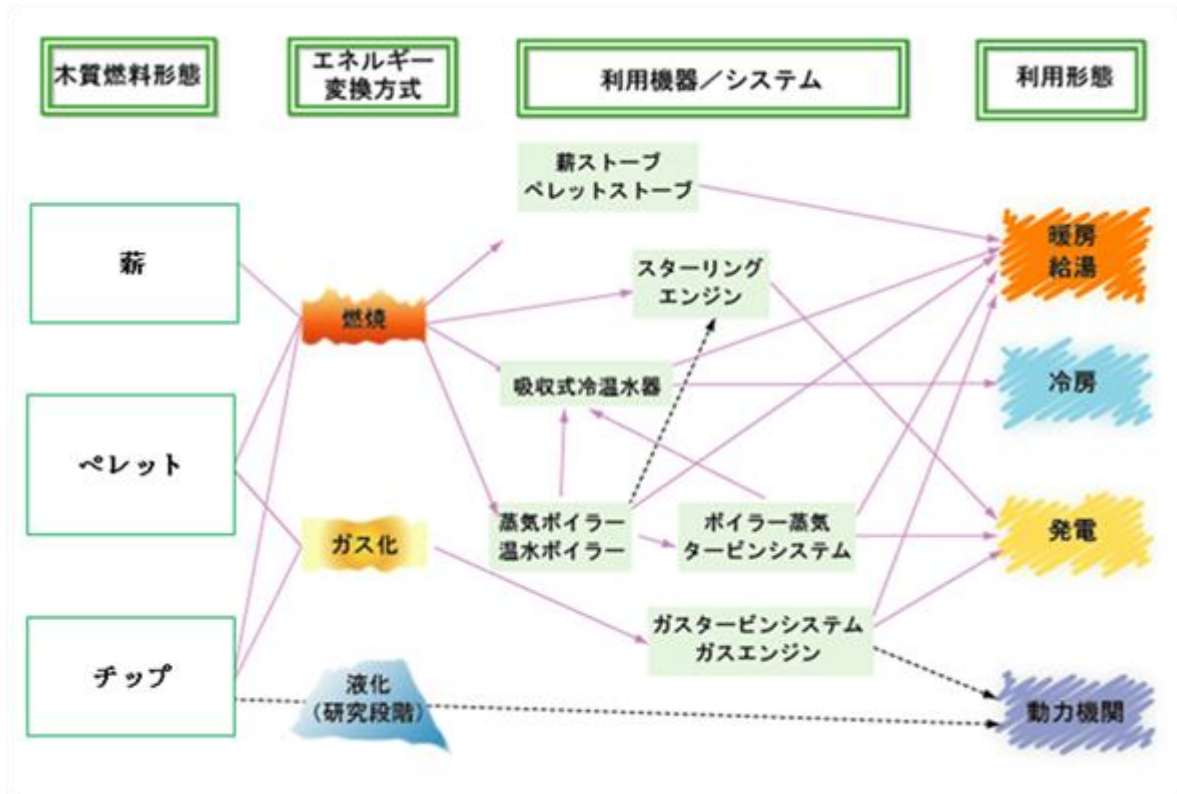 木質燃料形態
エネルギー
変換方式
利用機器／システム
利用形態
薪
ペレット
チップ
燃焼
ガス化
液化
（研究段階）
薪ストーブ
ペレットストーブ
スターリング
エンジン
吸収式冷温水器
蒸気ボイラー
温水ボイラー
ボイラー蒸気
タービンシステム
ガスタービンシステム
ガスエンジン
暖房
給湯
冷房
発電
動力機関